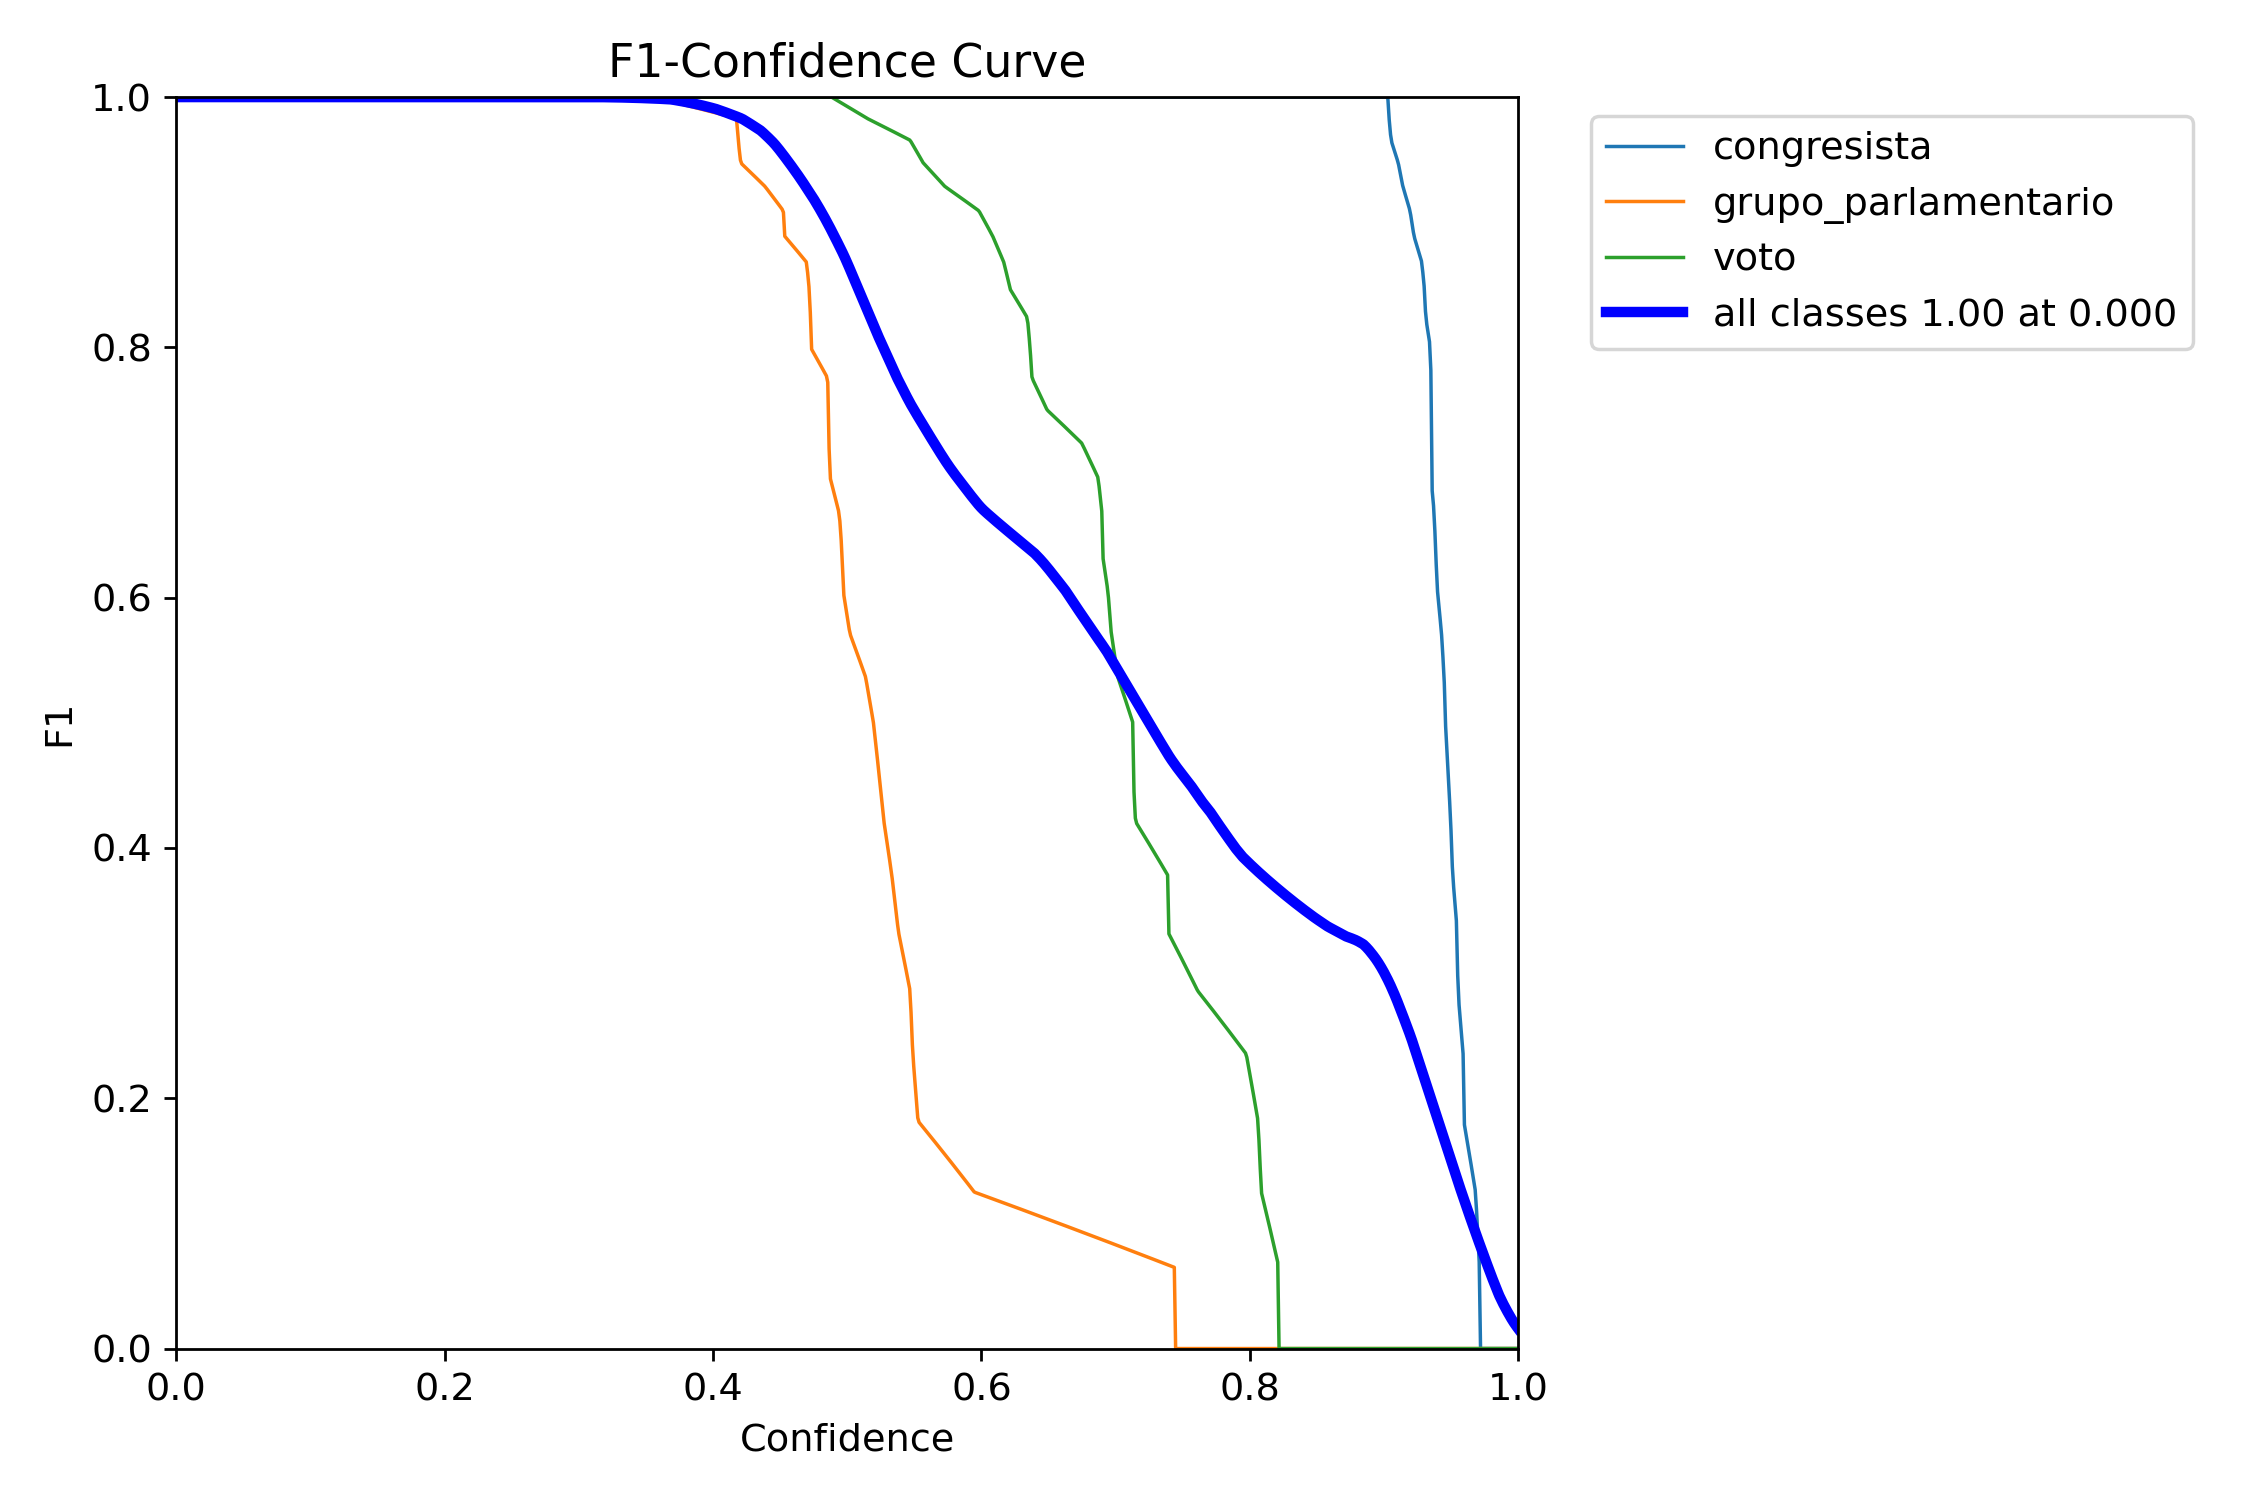 F1-Confidence Curve
1.0
0.8
0.6
0.4
0.2
0.0
F1
0.0 0.2 0.4 0.6 0.8 1.0
Confidence
congresista
grupo_parlamentario
voto
all classes 1.00 at 0.000